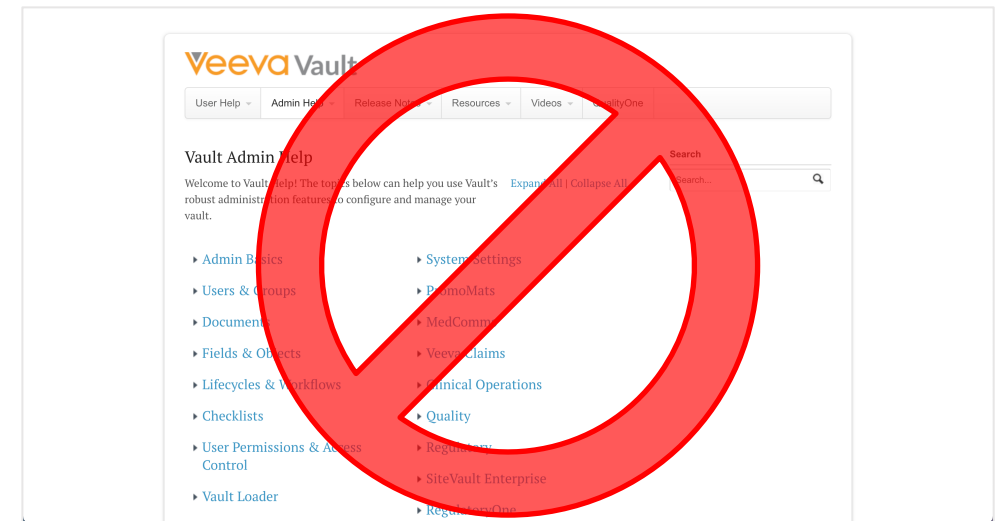 Veeva Vault
User Help Admin Help Release Notes Resources Videos QualityOne
Vault Admin Help
Welcome to Vault Help! The topics below can help you use Vault's
robust administration features to configure and manage your
vault.
Expand All | Collapse All
Search
Search...
Admin Basics
Users & Groups
Documents
Fields & Objects
Lifecycles & Workflows
Checklists
User Permissions & Access
Control
Vault Loader
System Settings
PromoMats
MedComms
Veeva Claims
Clinical Operations
Quality
Regulatory
SiteVault Enterprise
RegulatoryOne